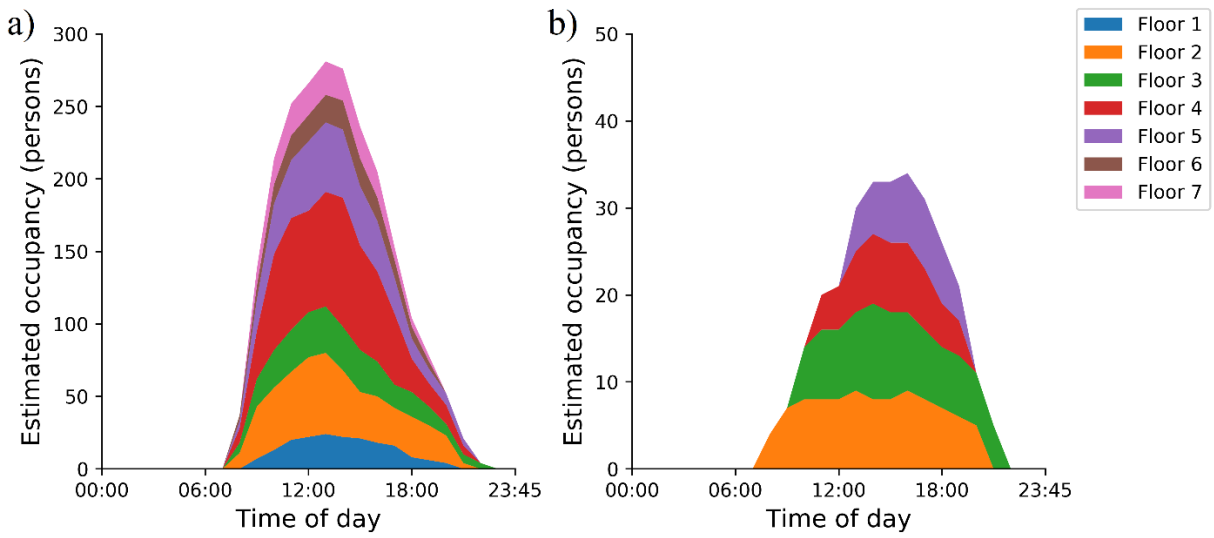 a)
Estimated occupancy (persons)
300
250
200
150
100
50
0
00:00 06:00 12:00 18:00 23:45
Time of day
b)
Estimated occupancy (persons)
50
40
30
20
10
0
00:00 06:00 12:00 18:00 23:45
Time of day
Floor 1
Floor 2
Floor 3
Floor 4
Floor 5
Floor 6
Floor 7